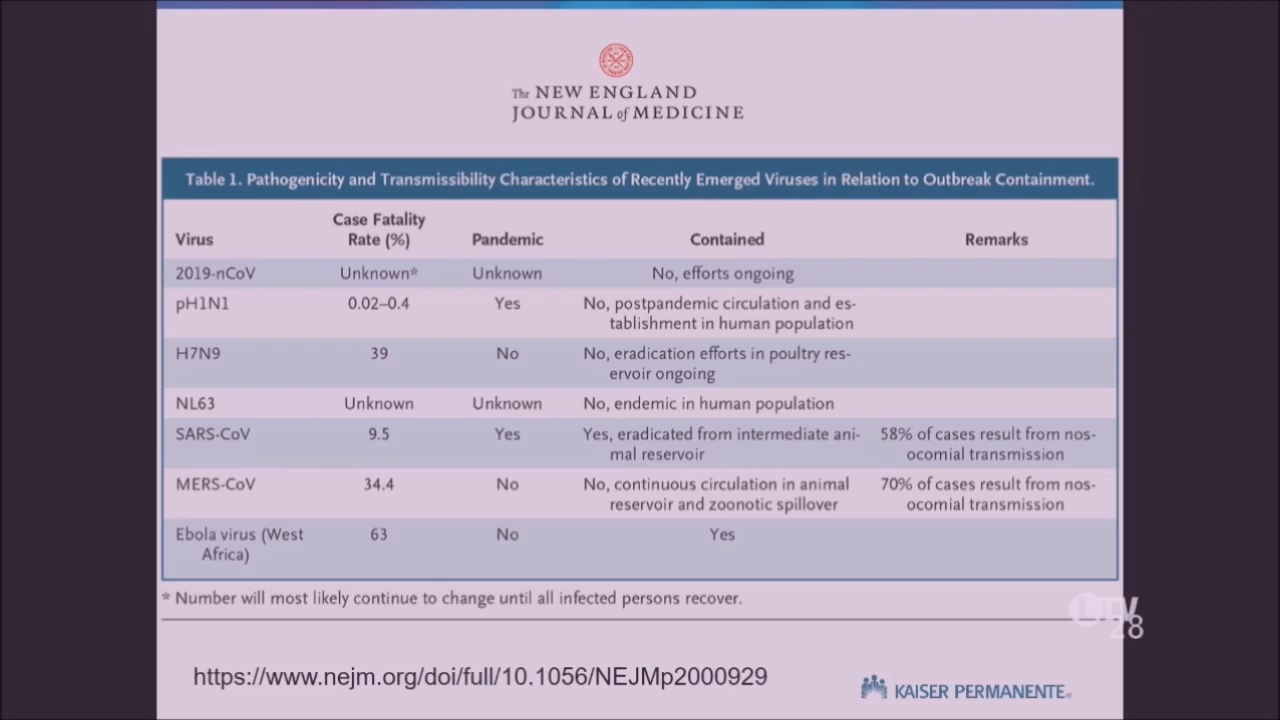 The NEW ENGLAND
JOURNAL of MEDICINE
Table 1. Pathogenicity and Transmissibility Characteristics of Recently Emerged Viruses in Relation to Outbreak Containment.
Virus Case Fatality Rate (%) Pandemic Contained Remarks
2019-nCoV Unknown* Unknown No, efforts ongoing
pH1N1 0.02–0.4 Yes No, postpandemic circulation and es-
tablishment in human population
H7N9 39 No No, eradication efforts in poultry res-
ervoir ongoing
NL63 Unknown Unknown No, endemic in human population
SARS-CoV 9.5 Yes Yes, eradicated from intermediate ani- 58% of cases result from nos-
mal reservoir ocomial transmission
MERS-CoV 34.4 No No, continuous circulation in animal 70% of cases result from nos-
reservoir and zoonotic spillover ocomial transmission
Ebola virus (West 63 No Yes
Africa)
* Number will most likely continue to change until all infected persons recover.
LTV
28
https://www.nejm.org/doi/full/10.1056/NEJMp2000929
KAISER PERMANENTE®